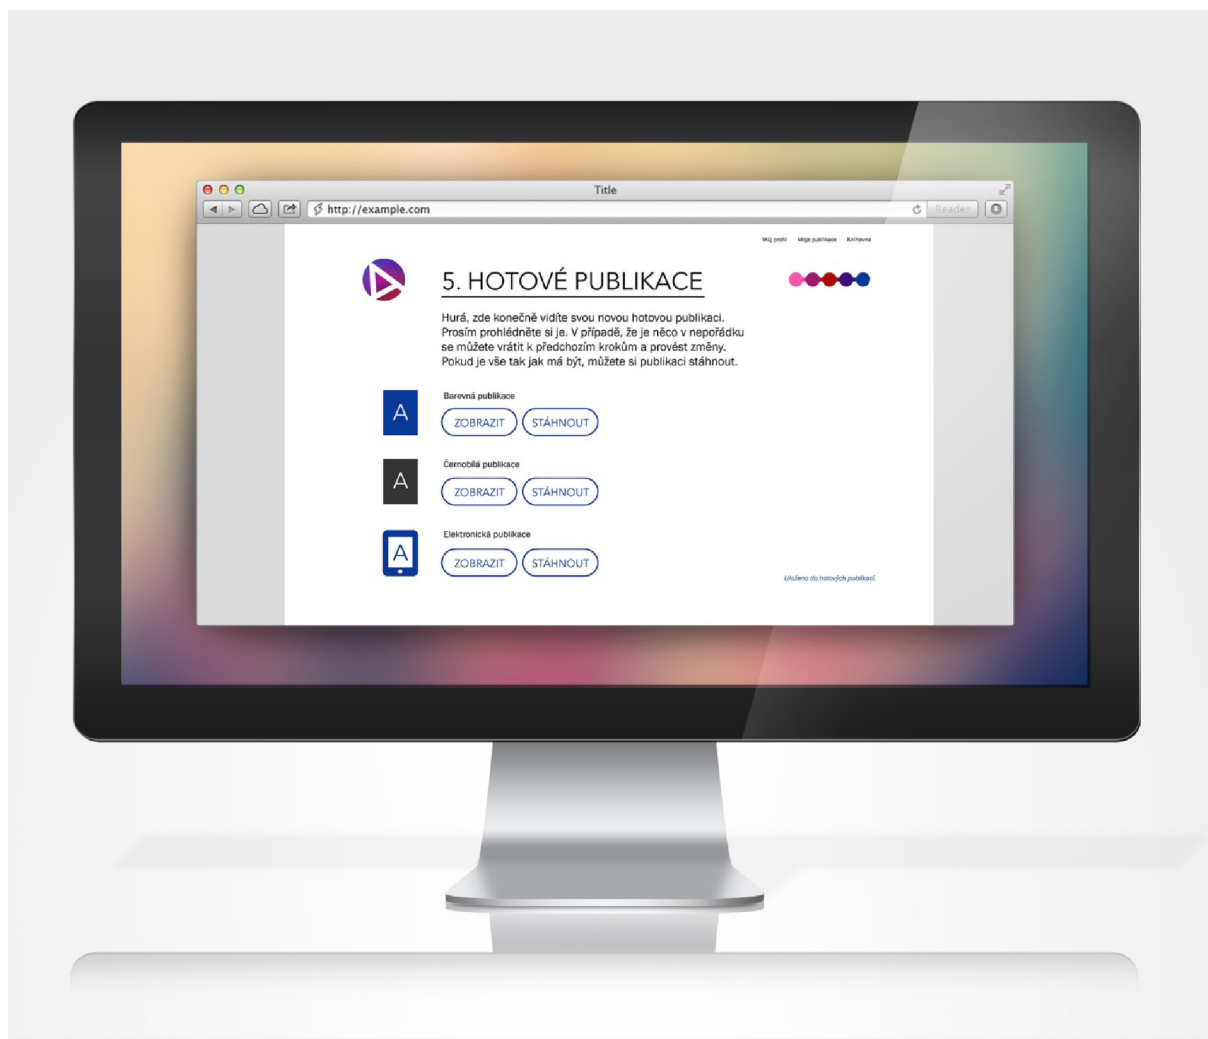 Title
http://example.com
Reader
Můj profil Moje publikace Knihovna
5. HOTOVÉ PUBLIKACE
Hurá, zde konečně vidíte svou novou hotovou publikaci.
Prosím prohlédněte si je. V případě, že je něco v nepořádku
se můžete vrátit k předchozím krokům a provést změny.
Pokud je vše tak jak má být, můžete si publikaci stáhnout.
A
Barevná publikace
ZOBRAZIT STÁHNOUT
A
Černobílá publikace
ZOBRAZIT STÁHNOUT
A
Elektronická publikace
ZOBRAZIT STÁHNOUT
Uloženo do hotových publikací.